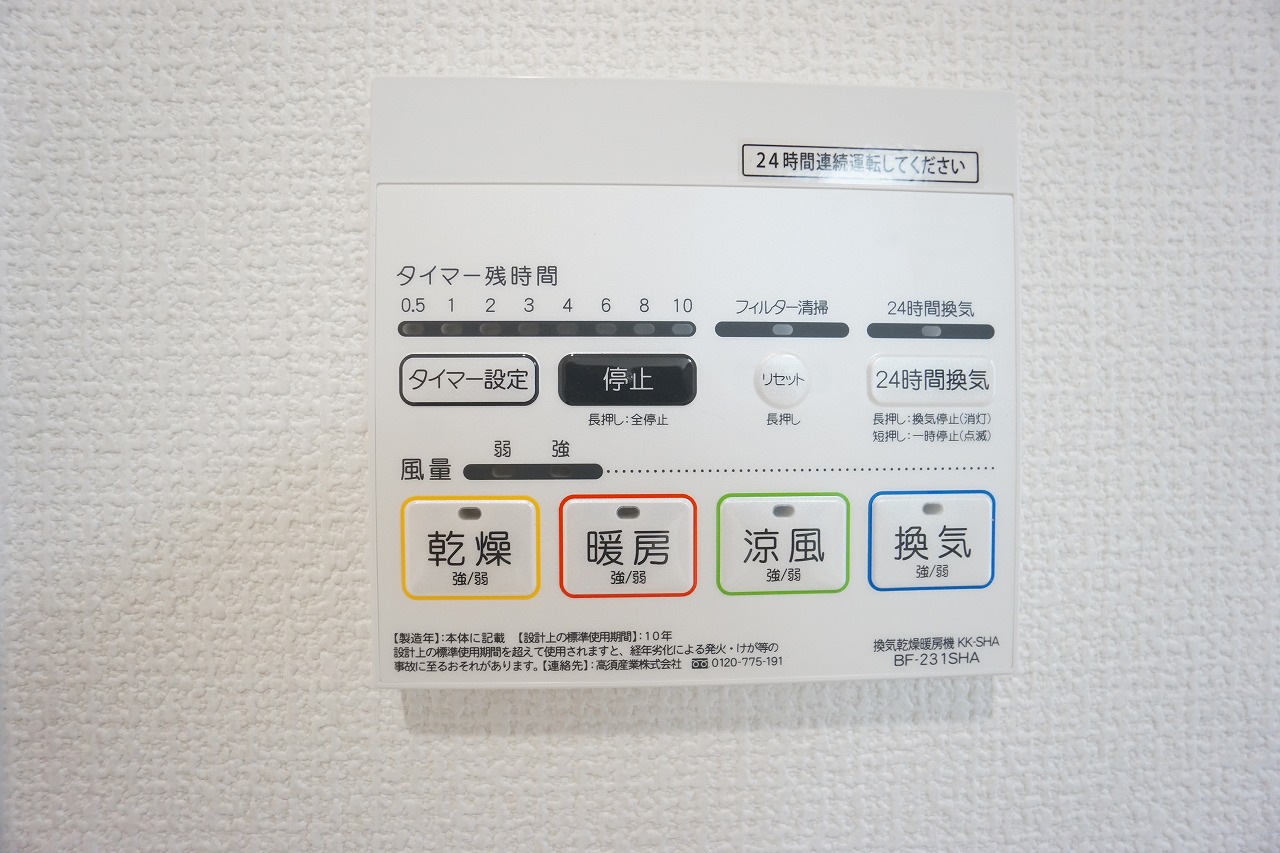 24時間連続運転してください
タイマー残時間
0.5 1 2 3 4 6 8 10
フィルター清掃
24時間換気
タイマー設定
停止
リセット
24時間換気
長押し:全停止
長押し
長押し:換気停止(消灯)
短押し:一時停止(点滅)
弱 強
風量
乾燥
強/弱
暖房
強/弱
涼風
強/弱
換気
強/弱
【製造年】:本体に記載 【設計上の標準使用期間】:10年
設計上の標準使用期間を超えて使用されますと、経年劣化による発火・けが等の
事故に至るおそれがあります。【連絡先】:高須産業株式会社 0120-775-191
換気乾燥暖房機 KK-SHA
BF-231SHA